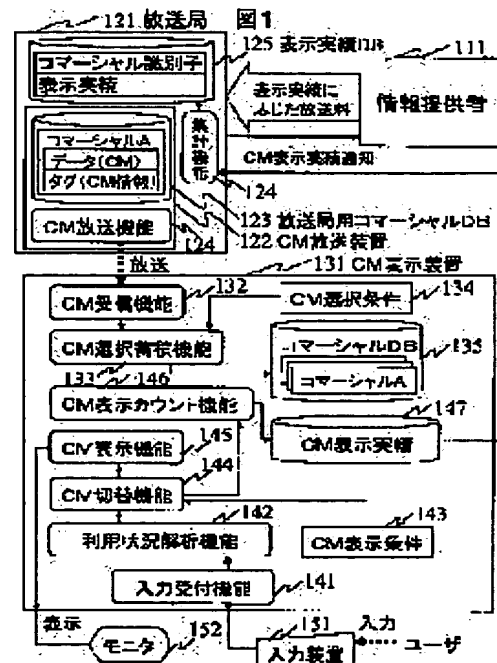 121 放送局 図1
125 表示実績DB
111
コマーシャル識別子
表示実績
表示実績に
応じた放送料
情報提供者
集計機能
コマーシャルA
データ(CM)
タグ(CM情報)
CM表示実績通知
124
123 放送局用コマーシャルDB
122 CM放送装置
CM放送機能
124
放送
131 CM表示装置
CM受信機能
132
CM選択条件
134
CM選択蓄積機能
133
コマーシャルDB
135
コマーシャルA
146
CM表示カウント機能
147
CM表示実績
CM表示機能
145
CM切替機能
144
142
利用状況解析機能
143
CM表示条件
入力受付機能
141
表示
モニタ
152
151
入力装置
入力
ユーザ